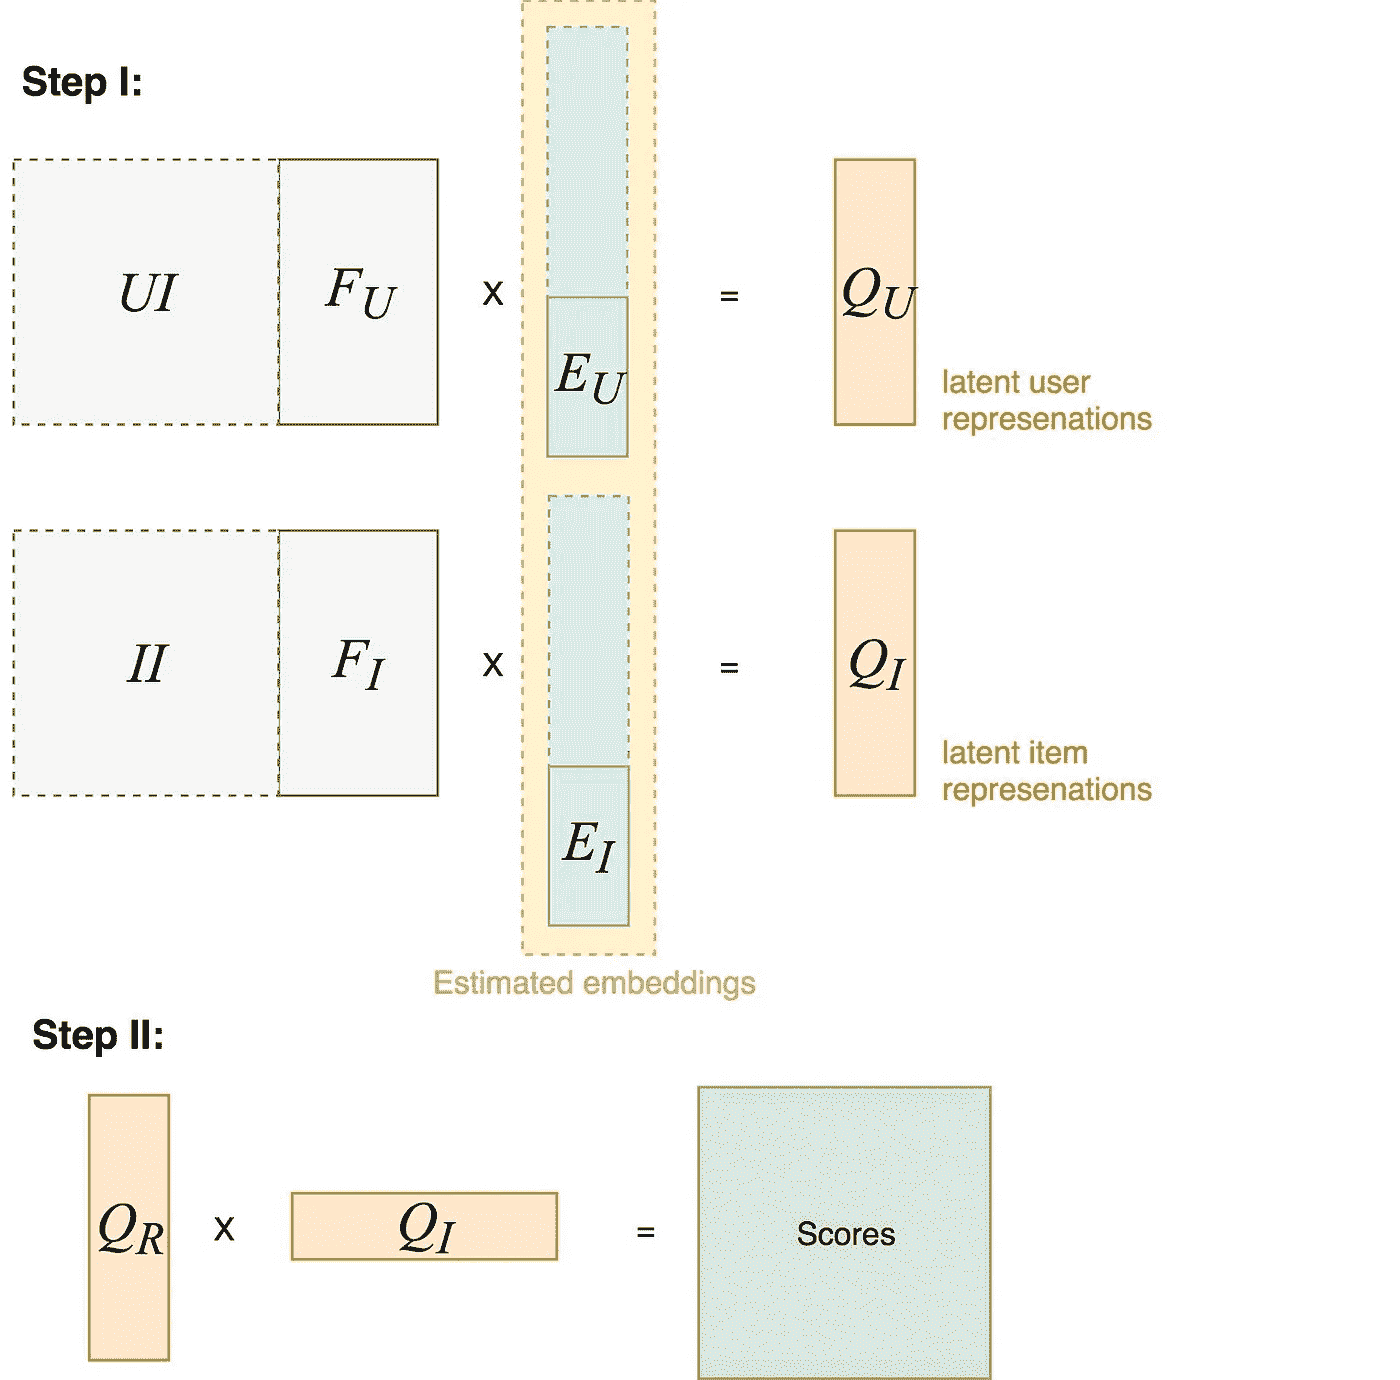 Step I:
UI
F_U
x
E_U
=
Q_U
latent user
represenations
II
F_I
x
E_I
=
Q_I
latent item
represenations
Estimated embeddings
Step II:
Q_R
x
Q_I
=
Scores